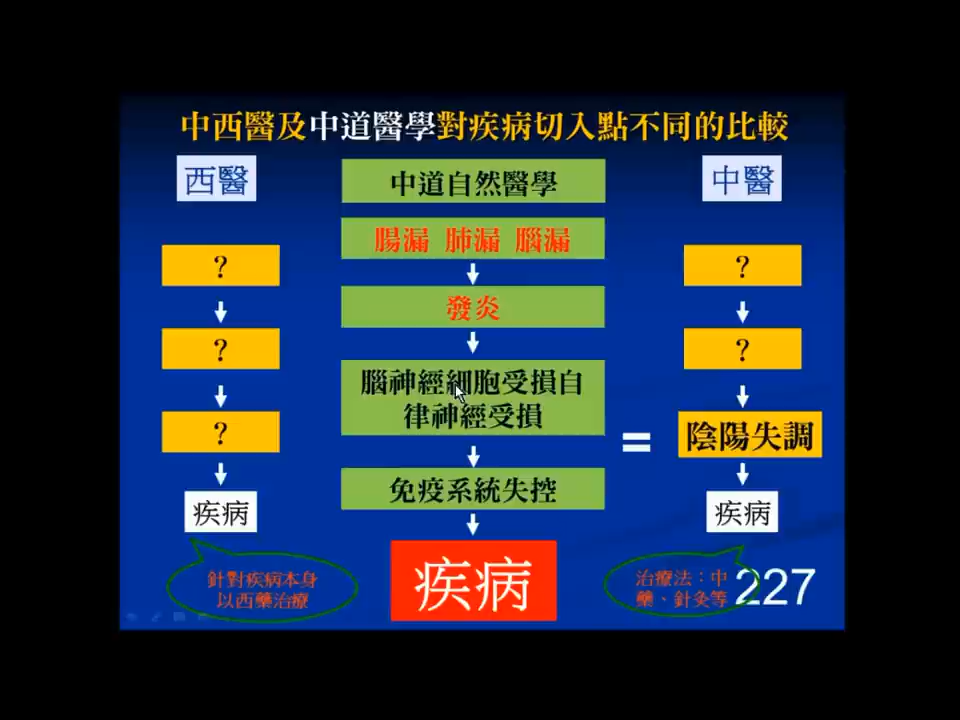 中西醫及中道醫學對疾病切入點不同的比較
西醫
中道自然醫學
中醫
腸漏 肺漏 腦漏
?
?
發炎
?
?
腦神經細胞受損自
律神經受損
?
=
陰陽失調
免疫系統失控
疾病
疾病
疾病
針對疾病本身
以西藥治療
治療法：中
藥、針灸等
227